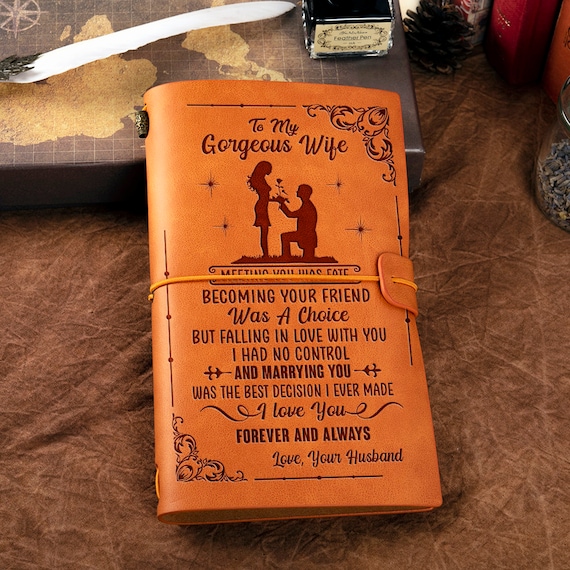 Feather Pen
To My
Gorgeous Wife
MEETING YOU WAS FATE
BECOMING YOUR FRIEND
Was A Choice
BUT FALLING IN LOVE WITH YOU
I HAD NO CONTROL
AND MARRYING YOU
WAS THE BEST DECISION I EVER MADE
I love You
FOREVER AND ALWAYS
Love, Your Husband